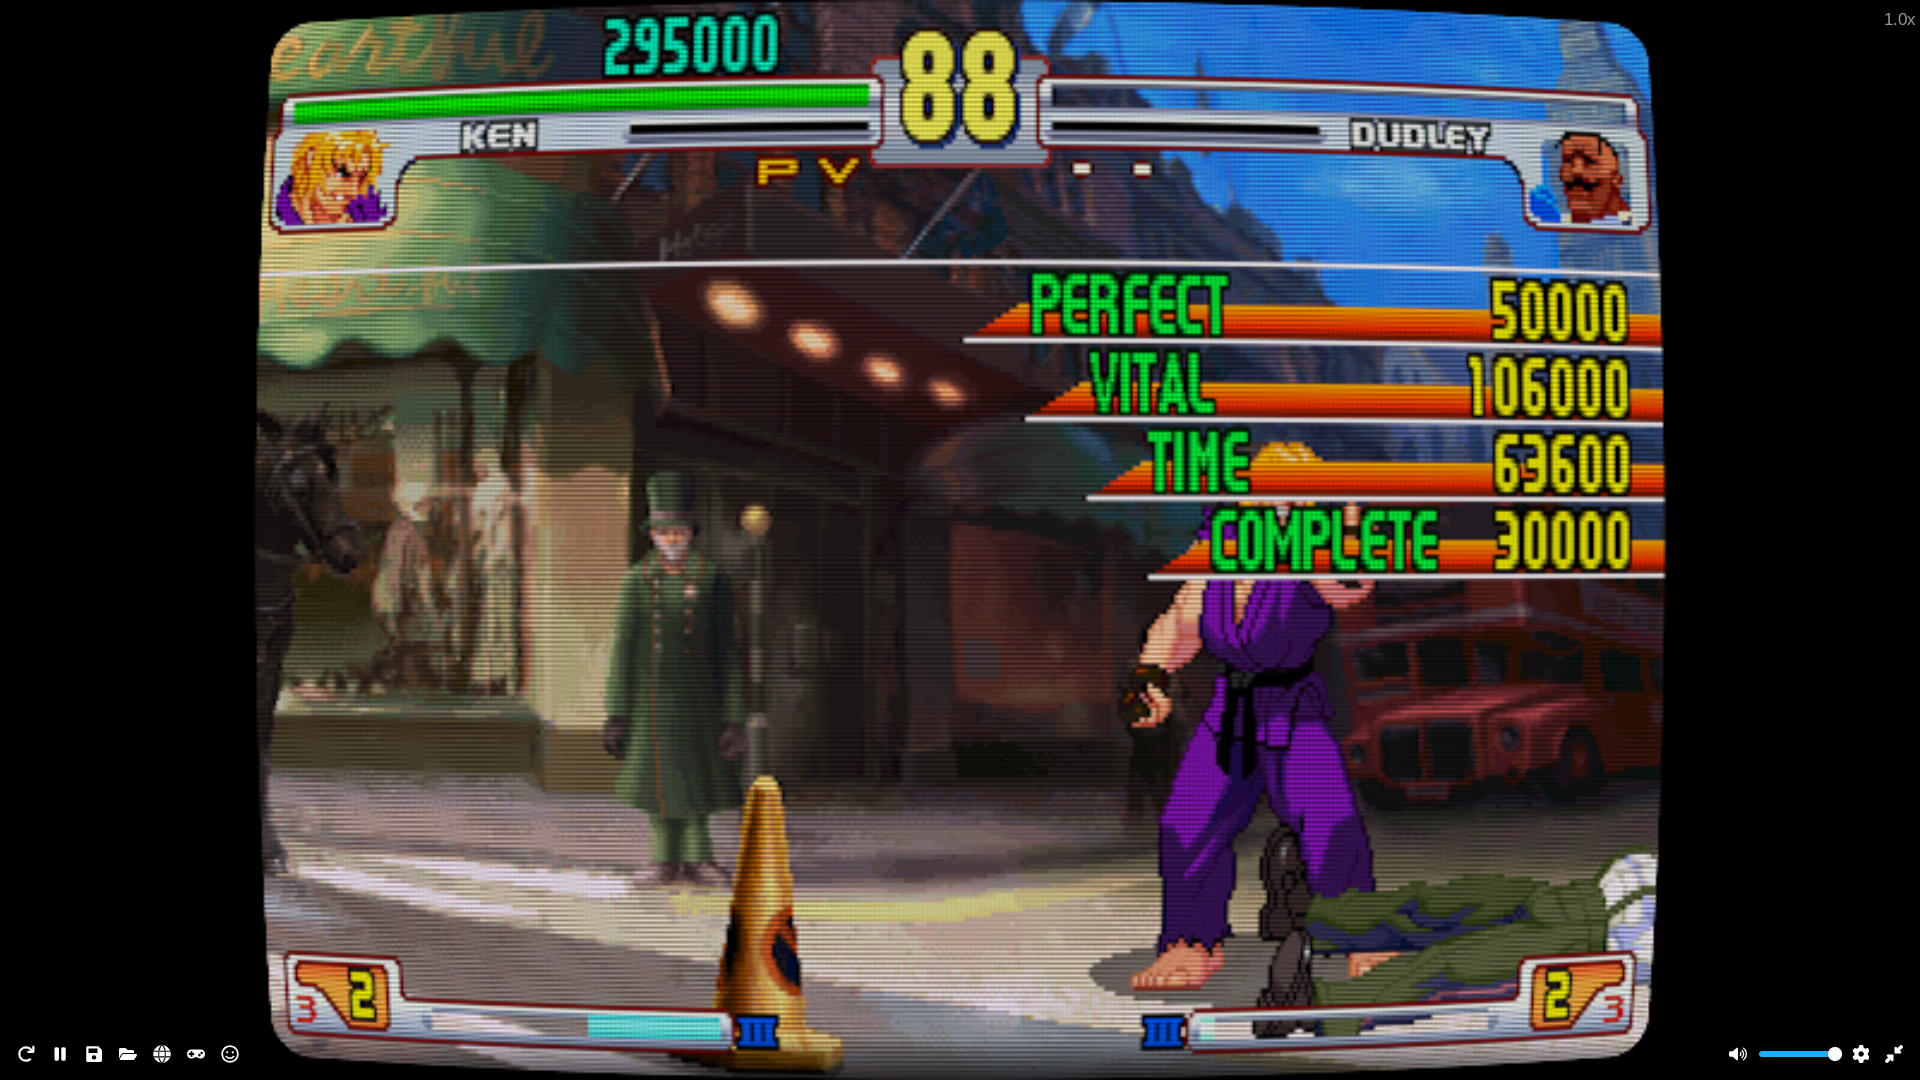 1.0x
295000
88
KEN
DUDLEY
P V
- -
PERFECT 50000
VITAL 106000
TIME 63600
COMPLETE 30000
3 2
III
III
2 3